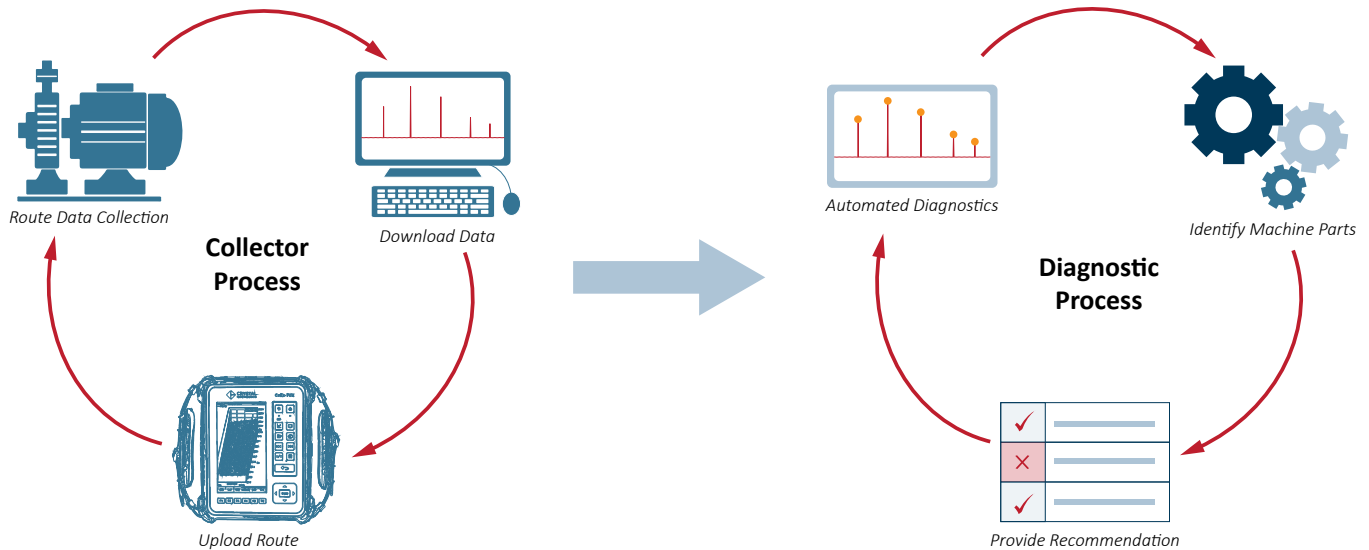 Route Data Collection
Download Data
Collector
Process
Upload Route
Automated Diagnostics
Identify Machine Parts
Diagnostic
Process
Provide Recommendation